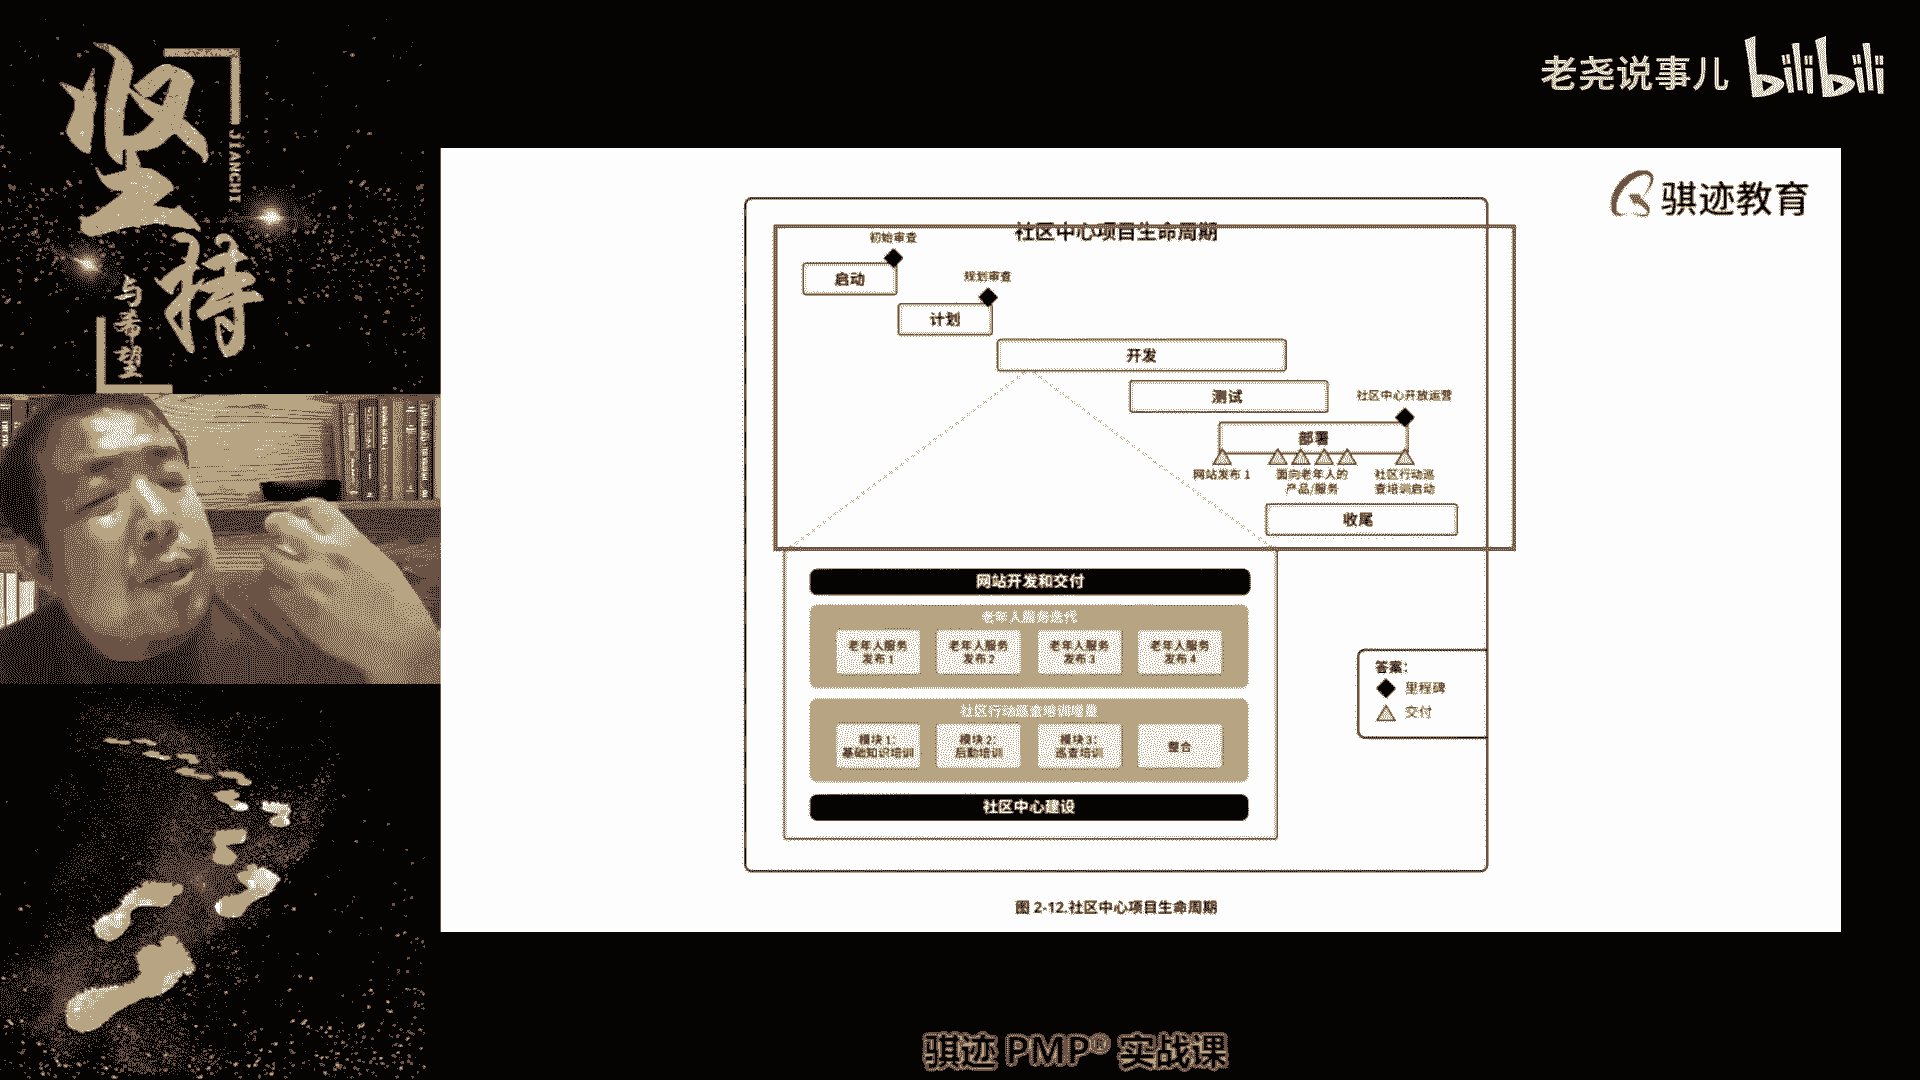 坚持
JIANCHI
与希望
老尧说事儿 bilibili
骐迹教育
社区中心项目生命周期
初始审查
启动
规划审查
计划
开发
测试
社区中心开放运营
部署
网站发布 1
面向老年人的
产品/服务
社区行动巡
查培训启动
收尾
网站开发和交付
老年人服务迭代
老年人服务
发布 1
老年人服务
发布 2
老年人服务
发布 3
老年人服务
发布 4
社区行动巡查培训增量
模块 1:
基础知识培训
模块 2:
后勤培训
模块 3:
巡查培训
整合
社区中心建设
答案:
里程碑
交付
图 2-12.社区中心项目生命周期
骐迹 PMP® 实战课